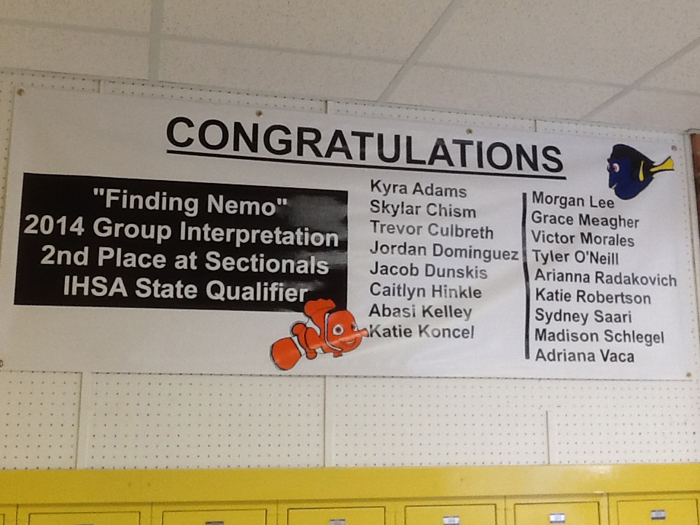 CONGRATULATIONS
"Finding Nemo"
2014 Group Interpretation
2nd Place at Sectionals
IHSA State Qualifier
Kyra Adams
Skylar Chism
Trevor Culbreth
Jordan Dominguez
Jacob Dunskis
Caitlyn Hinkle
Abasi Kelley
Katie Koncel
Morgan Lee
Grace Meagher
Victor Morales
Tyler O'Neill
Arianna Radakovich
Katie Robertson
Sydney Saari
Madison Schlegel
Adriana Vaca